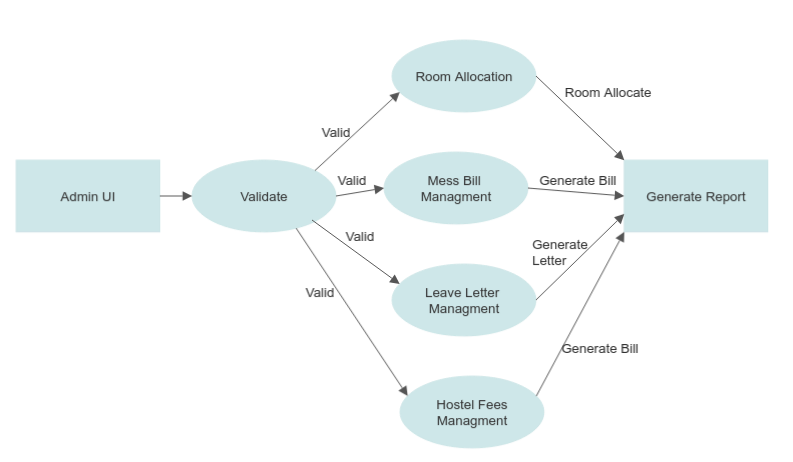 Room Allocation
Room Allocate
Valid
Admin UI
Validate
Valid
Mess Bill
Managment
Generate Bill
Generate Report
Valid
Generate
Letter
Valid
Leave Letter
Managment
Generate Bill
Hostel Fees
Managment